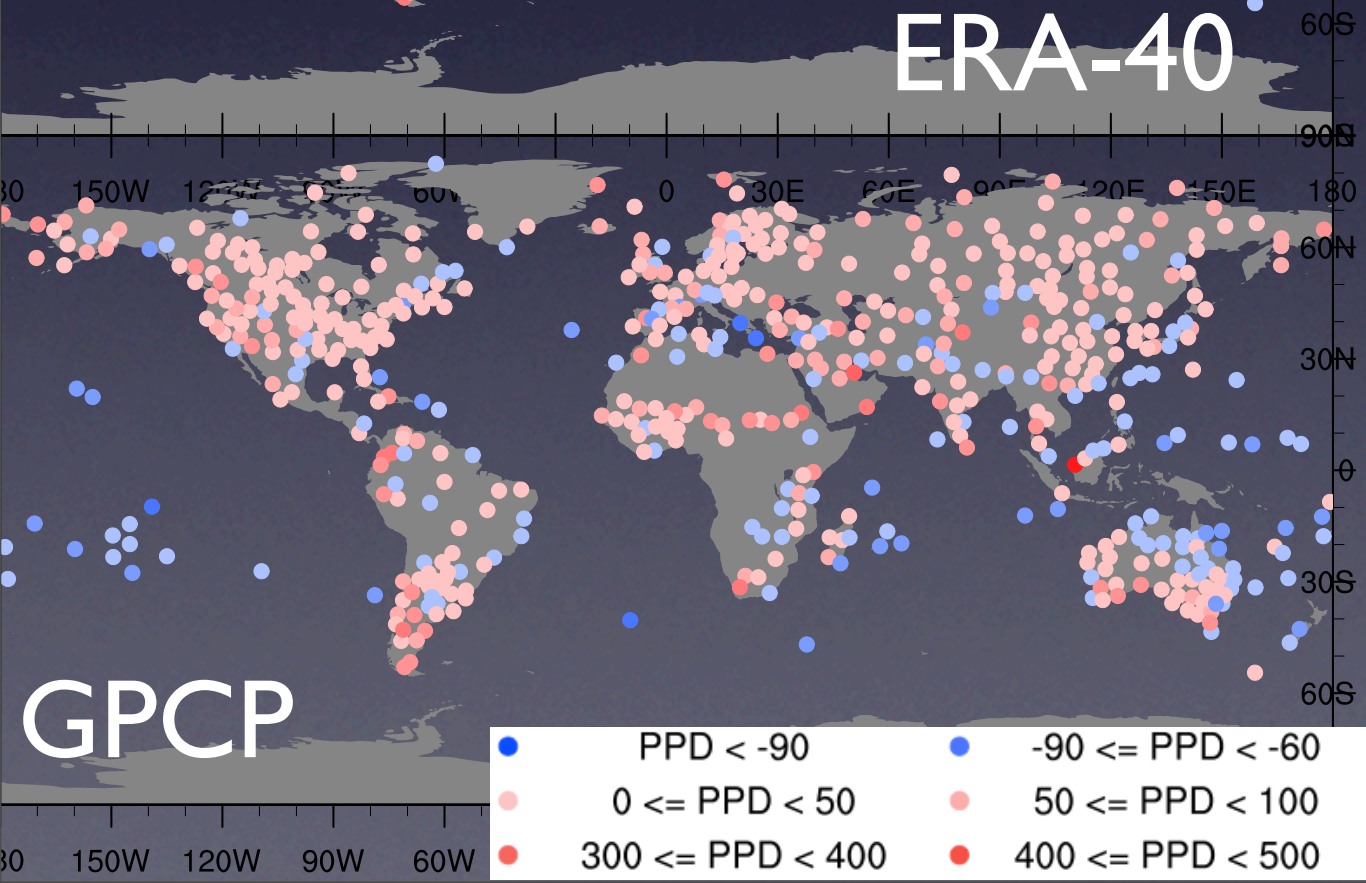 ERA-40
60S
90S
150W 120W 60W 0 30E 60E 90E 120E 150E 180
60N
30N
0
30S
60S
GPCP
PPD < -90 -90 <= PPD < -60
0 <= PPD < 50 50 <= PPD < 100
300 <= PPD < 400 400 <= PPD < 500
150W 120W 90W 60W